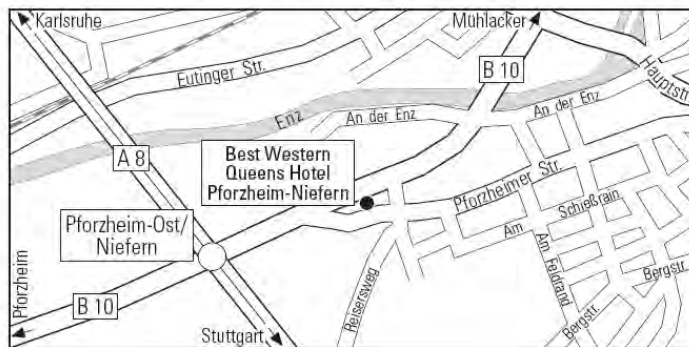 Karlsruhe
Mühlacker
Eutinger Str.
B 10
Hauptstr.
Enz
An der Enz
An der Enz
A 8
Best Western
Queens Hotel
Pforzheim-Niefern
Pforzheimer Str.
Schießrain
Am
Pforzheim-Ost/
Niefern
Am Feldrand
Bergstr.
Pforzheim
B 10
Reisersweg
Bergstr.
Stuttgart